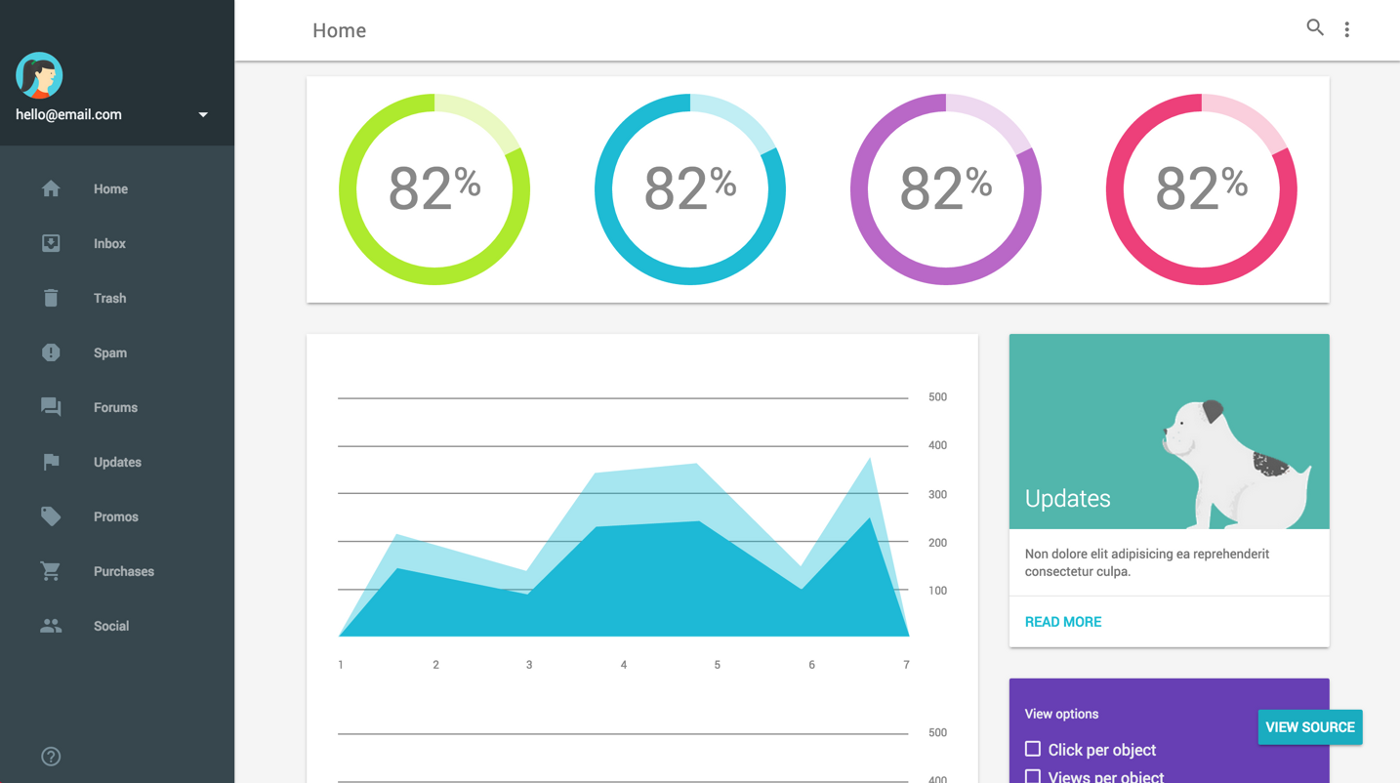 Home
hello@email.com
Home
Inbox
Trash
Spam
Forums
Updates
Promos
Purchases
Social
82%
82%
82%
82%
500
400
300
200
100
1 2 3 4 5 6 7
500
400
Updates
Non dolore elit adipisicing ea reprehenderit
consectetur culpa.
READ MORE
View options
Click per object
Views per object
VIEW SOURCE